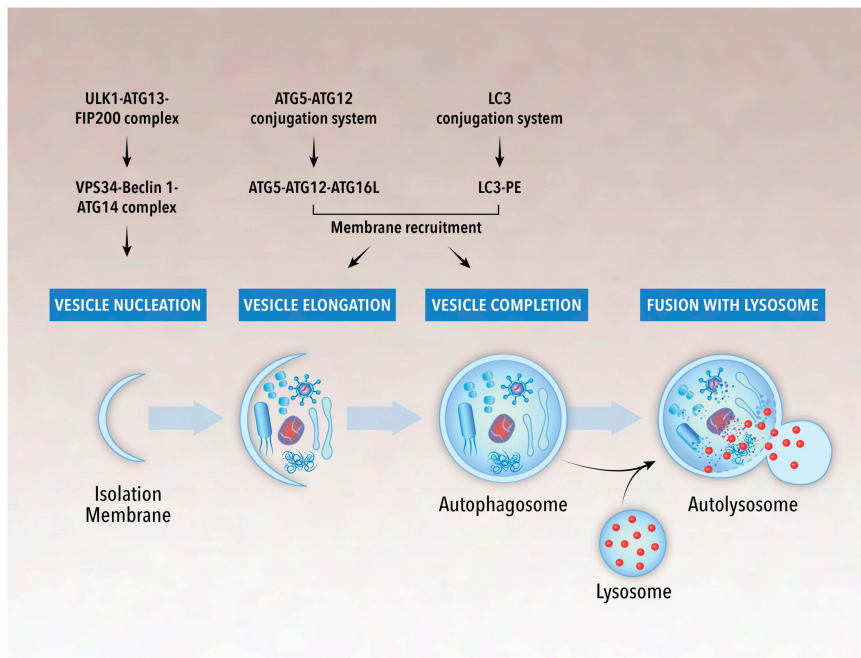 ULK1-ATG13-
FIP200 complex
ATG5-ATG12
conjugation system
LC3
conjugation system
VPS34-Beclin 1-
ATG14 complex
ATG5-ATG12-ATG16L
LC3-PE
Membrane recruitment
VESICLE NUCLEATION
VESICLE ELONGATION
VESICLE COMPLETION
FUSION WITH LYSOSOME
Isolation
Membrane
Autophagosome
Autolysosome
Lysosome